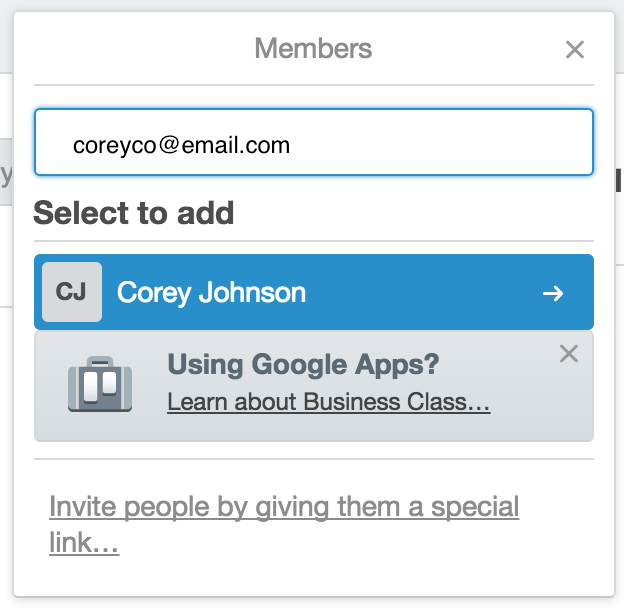 Members
coreyco@email.com
Select to add
CJ Corey Johnson
Using Google Apps?
Learn about Business Class…
Invite people by giving them a special
link…